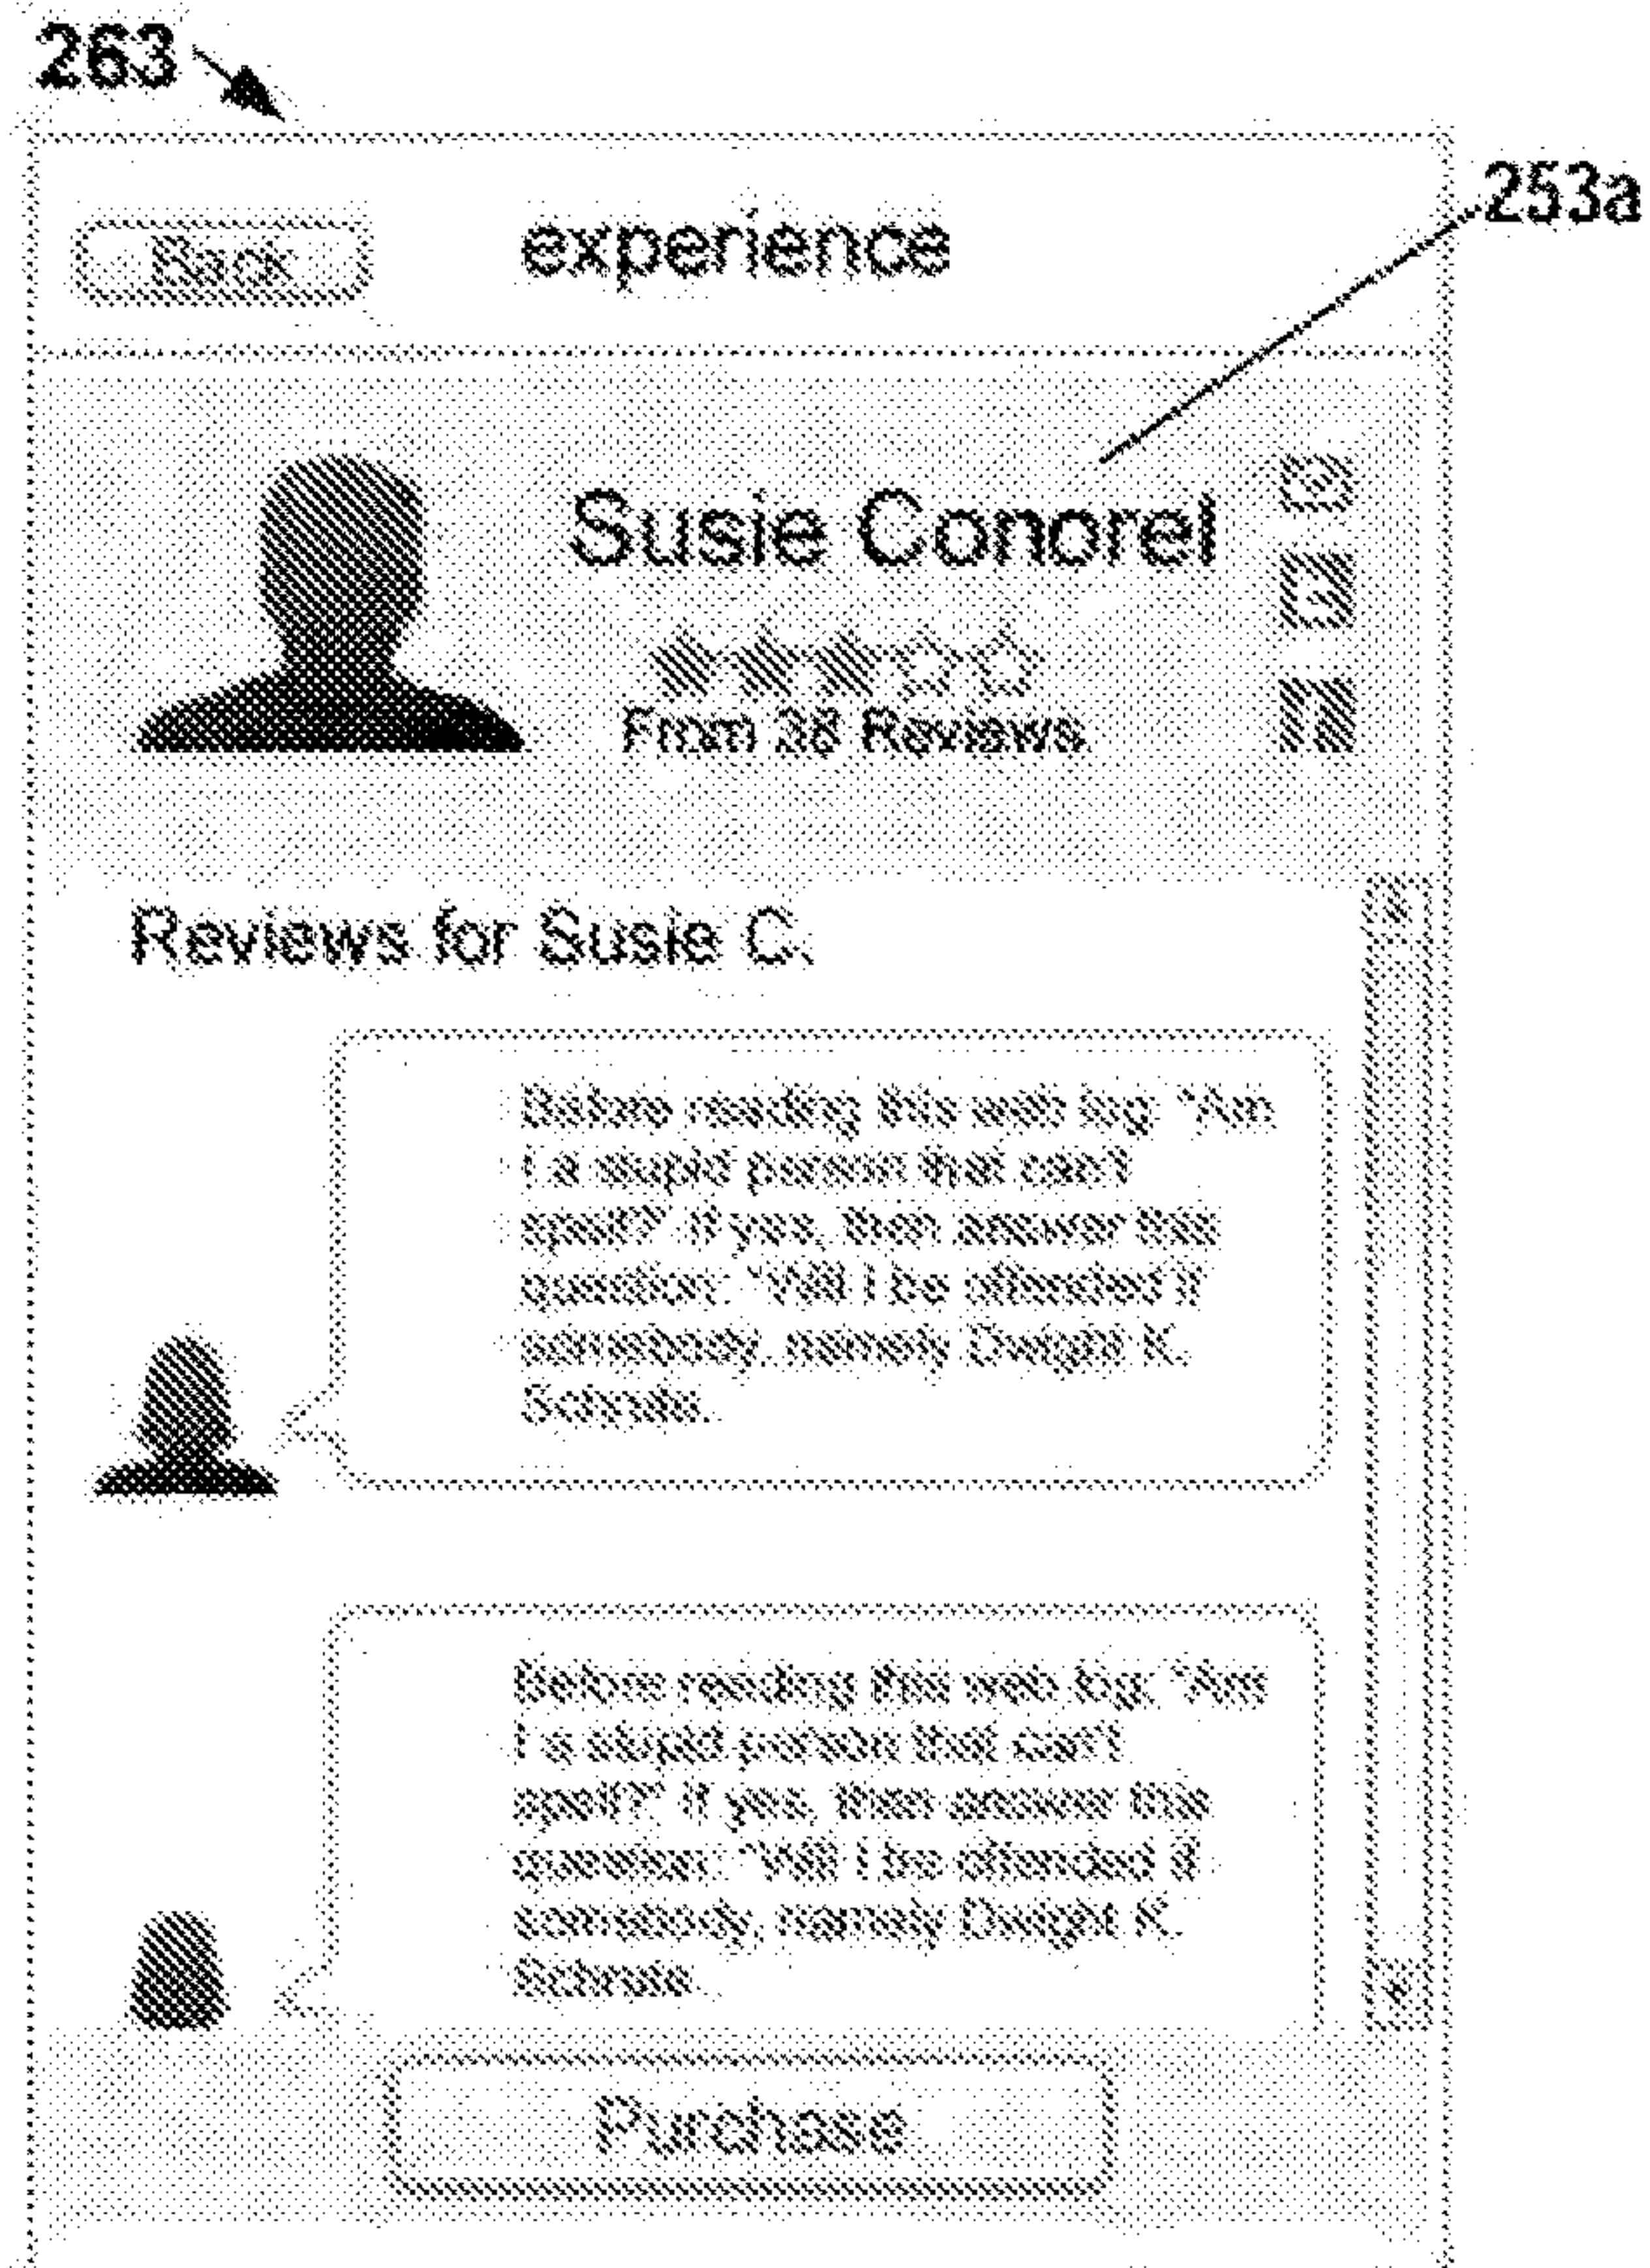 263
253a
Back
experience
Susie Conorel
From 38 Reviews
Reviews for Susie C.
Before reading this web log: "Am
I a stupid person that can't
spell?" If yes, then answer this
question: "Will I be offended if
somebody, namely Dwight K.
Schrute.
Before reading this web log: "Am
I a stupid person that can't
spell?" If yes, then answer this
question: "Will I be offended if
somebody, namely Dwight K.
Schrute.
Purchase